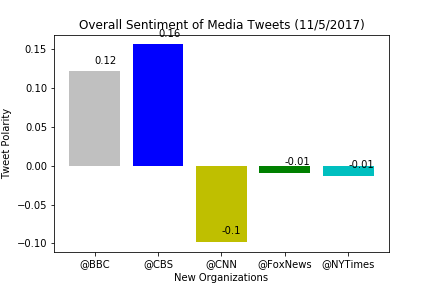 Overall Sentiment of Media Tweets (11/5/2017)
Tweet Polarity
0.15
0.10
0.05
0.00
−0.05
−0.10
0.12
0.16
-0.1
-0.01
-0.01
@BBC
@CBS
@CNN
@FoxNews
@NYTimes
New Organizations